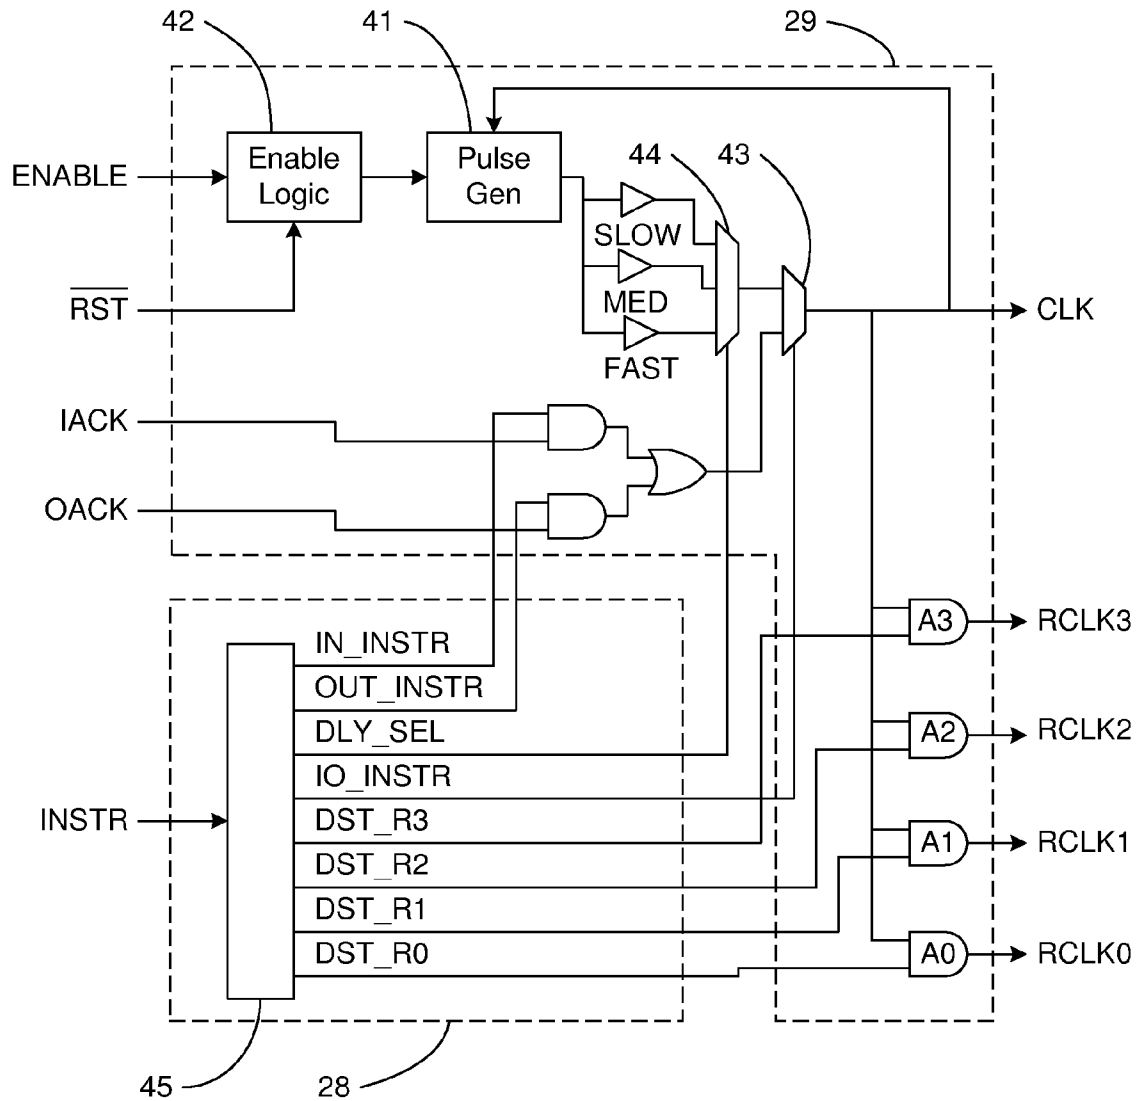 42
41
29
Enable
Logic
Pulse
Gen
44
43
ENABLE
SLOW
MED
FAST
RST
CLK
IACK
OACK
IN_INSTR
OUT_INSTR
DLY_SEL
IO_INSTR
DST_R3
DST_R2
DST_R1
DST_R0
INSTR
A3
RCLK3
A2
RCLK2
A1
RCLK1
A0
RCLK0
45
28